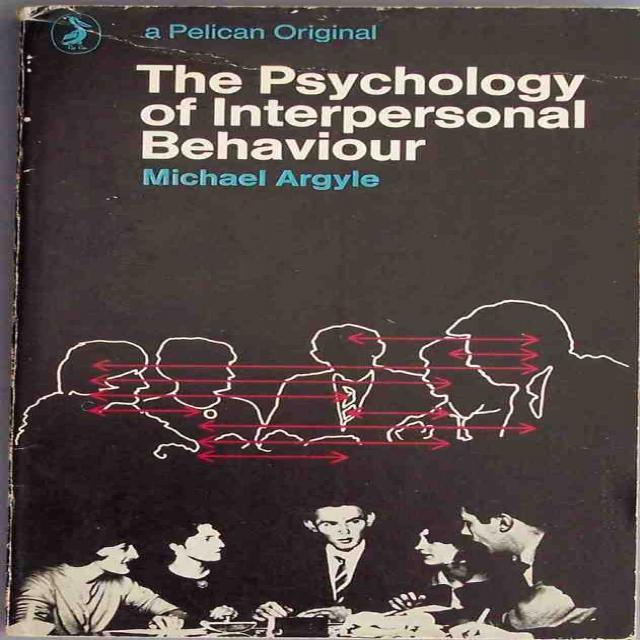 a Pelican Original
The Psychology
of Interpersonal
Behaviour
Michael Argyle